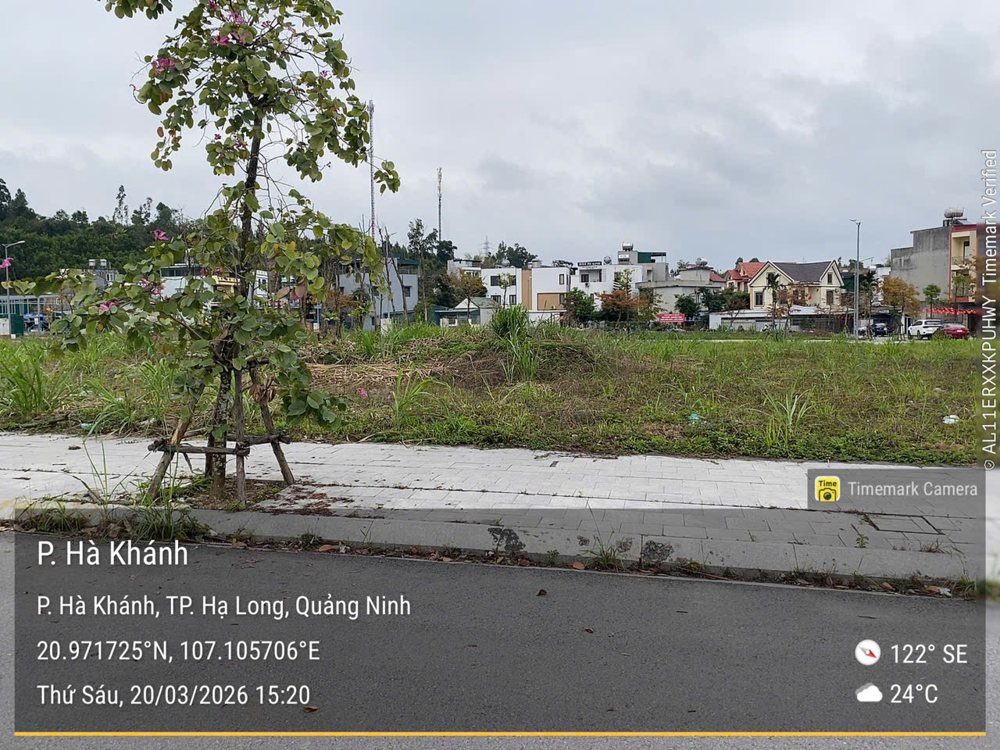 © AL11ERXXKPUHWY Timemark Verified
Time
Timemark Camera
P. Hà Khánh
P. Hà Khánh, TP. Hạ Long, Quảng Ninh
20.971725°N, 107.105706°E
Thứ Sáu, 20/03/2026 15:20
122° SE
24°C